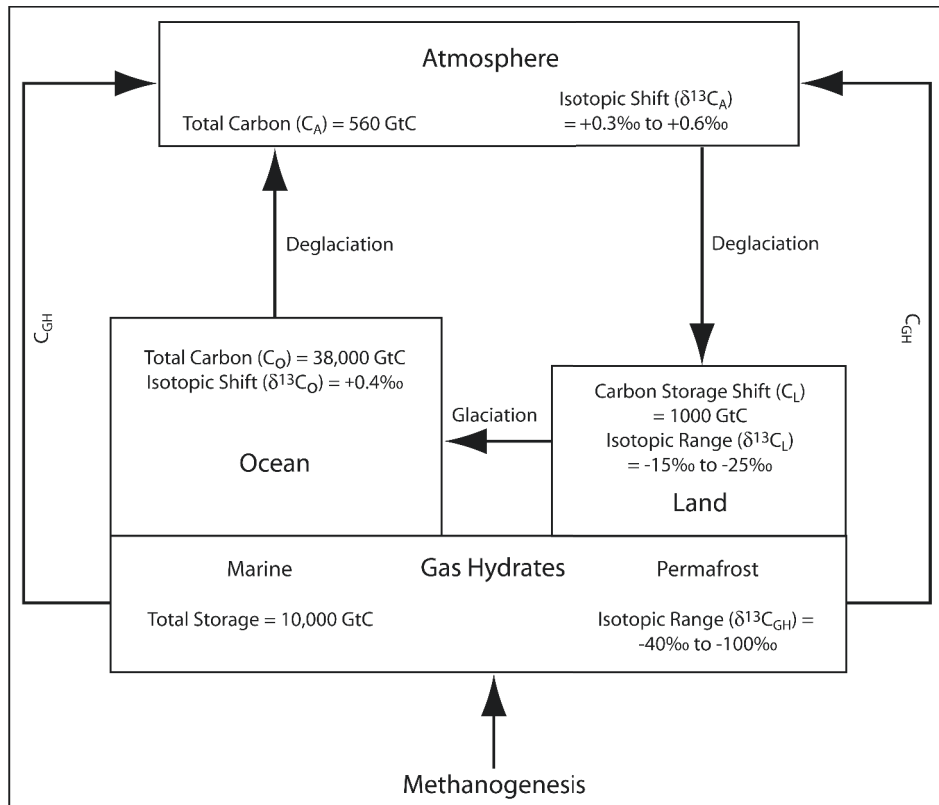 Atmosphere
Total Carbon (C_A) = 560 GtC
Isotopic Shift (δ¹³C_A)
= +0.3‰ to +0.6‰
Deglaciation
Deglaciation
C_GH
C_GH
Total Carbon (C_O) = 38,000 GtC
Isotopic Shift (δ¹³C_O) = +0.4‰
Ocean
Glaciation
Carbon Storage Shift (C_L)
= 1000 GtC
Isotopic Range (δ¹³C_L)
= -15‰ to -25‰
Land
Marine
Gas Hydrates
Permafrost
Total Storage = 10,000 GtC
Isotopic Range (δ¹³C_GH) =
-40‰ to -100‰
Methanogenesis